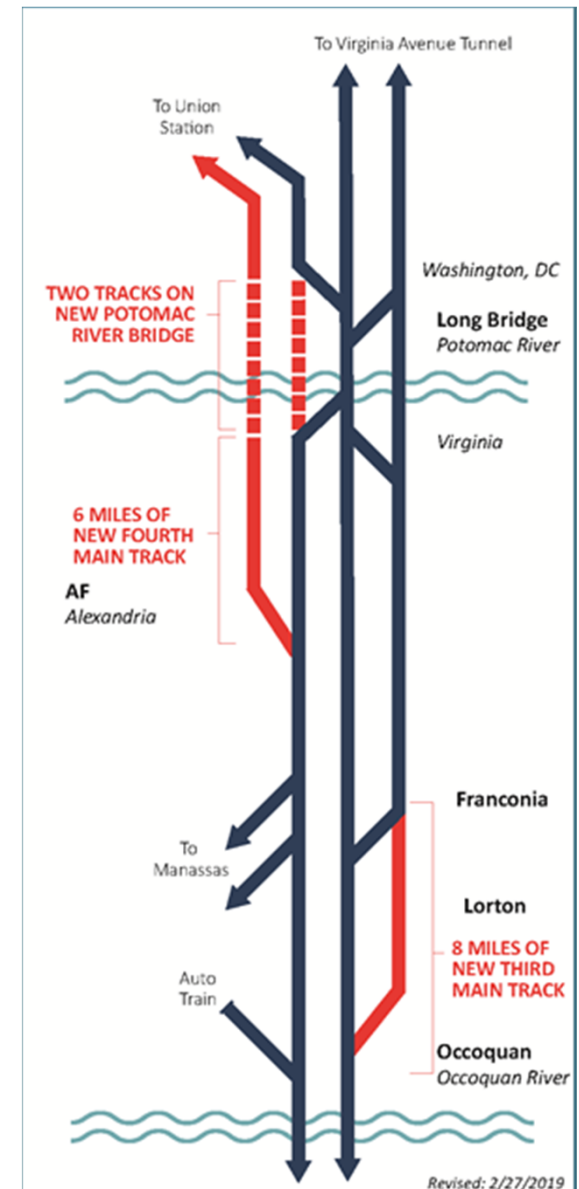 To Virginia Avenue Tunnel
To Union
Station
Washington, DC
TWO TRACKS ON
NEW POTOMAC
RIVER BRIDGE
Long Bridge
Potomac River
Virginia
6 MILES OF
NEW FOURTH
MAIN TRACK
AF
Alexandria
Franconia
To
Manassas
Lorton
8 MILES OF
NEW THIRD
MAIN TRACK
Auto
Train
Occoquan
Occoquan River
Revised: 2/27/2019